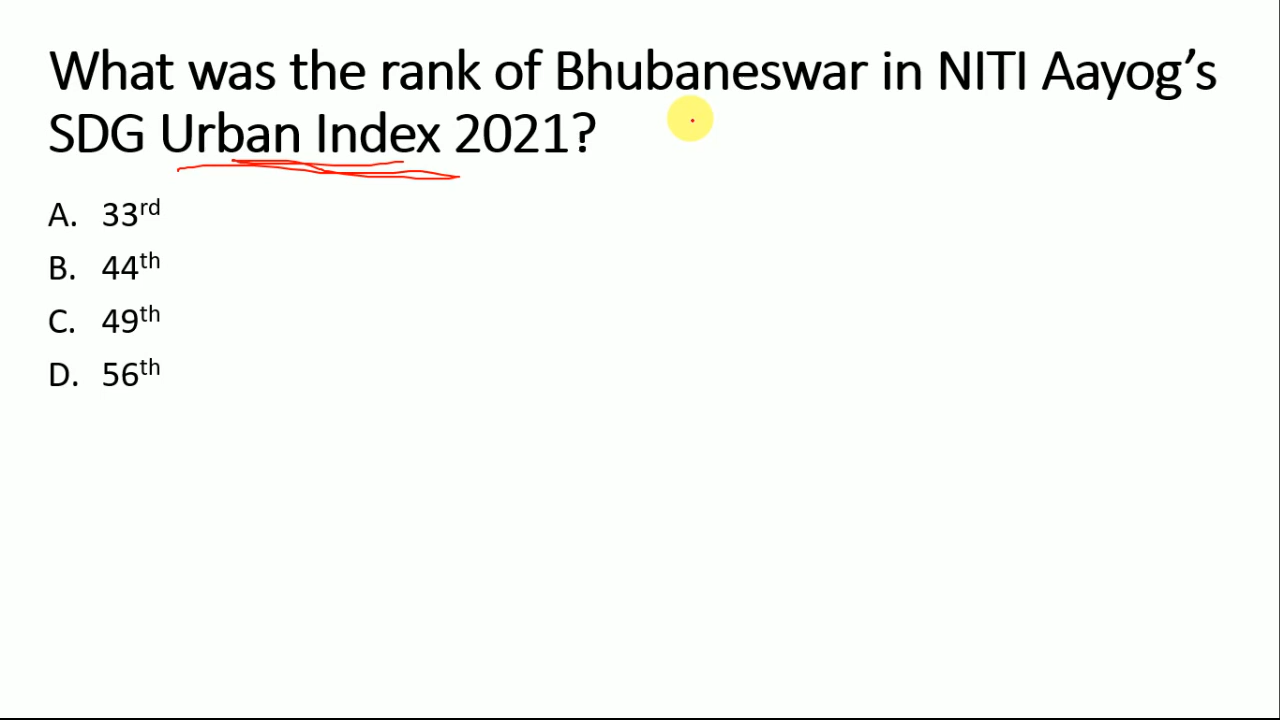 What was the rank of Bhubaneswar in NITI Aayog’s
SDG Urban Index 2021?
A. 33rd
B. 44th
C. 49th
D. 56th